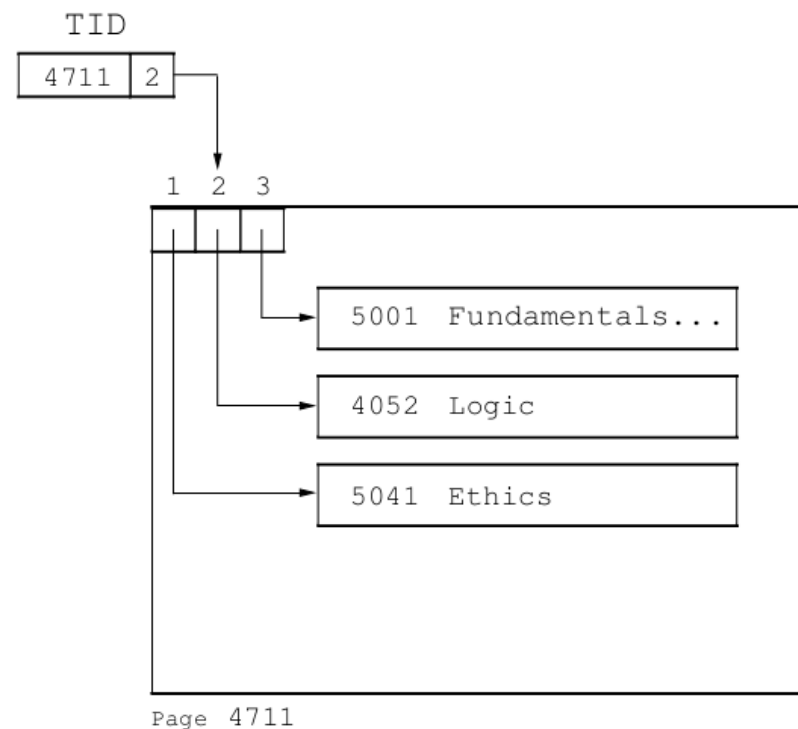 TID
4711 2
1 2 3
5001 Fundamentals...
4052 Logic
5041 Ethics
Page 4711